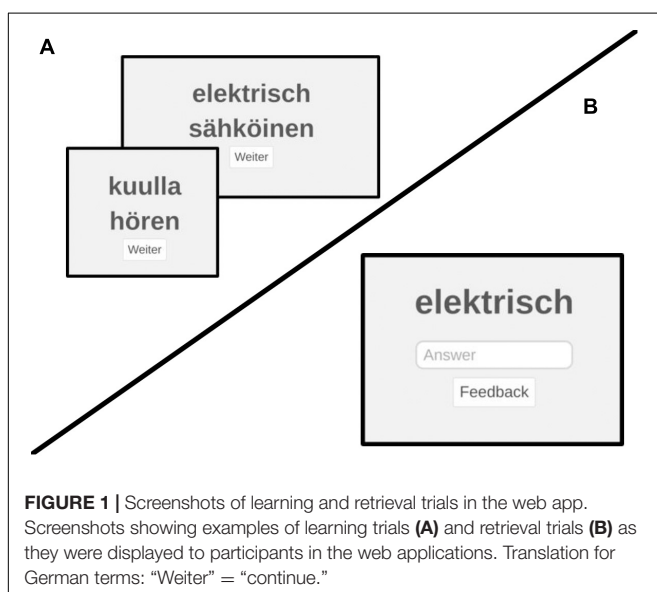 A
elektrisch
sähköinen
Weiter
kuulla
hören
Weiter
B
elektrisch
Answer
Feedback
FIGURE 1 | Screenshots of learning and retrieval trials in the web app.
Screenshots showing examples of learning trials (A) and retrieval trials (B) as
they were displayed to participants in the web applications. Translation for
German terms: “Weiter” = “continue.”